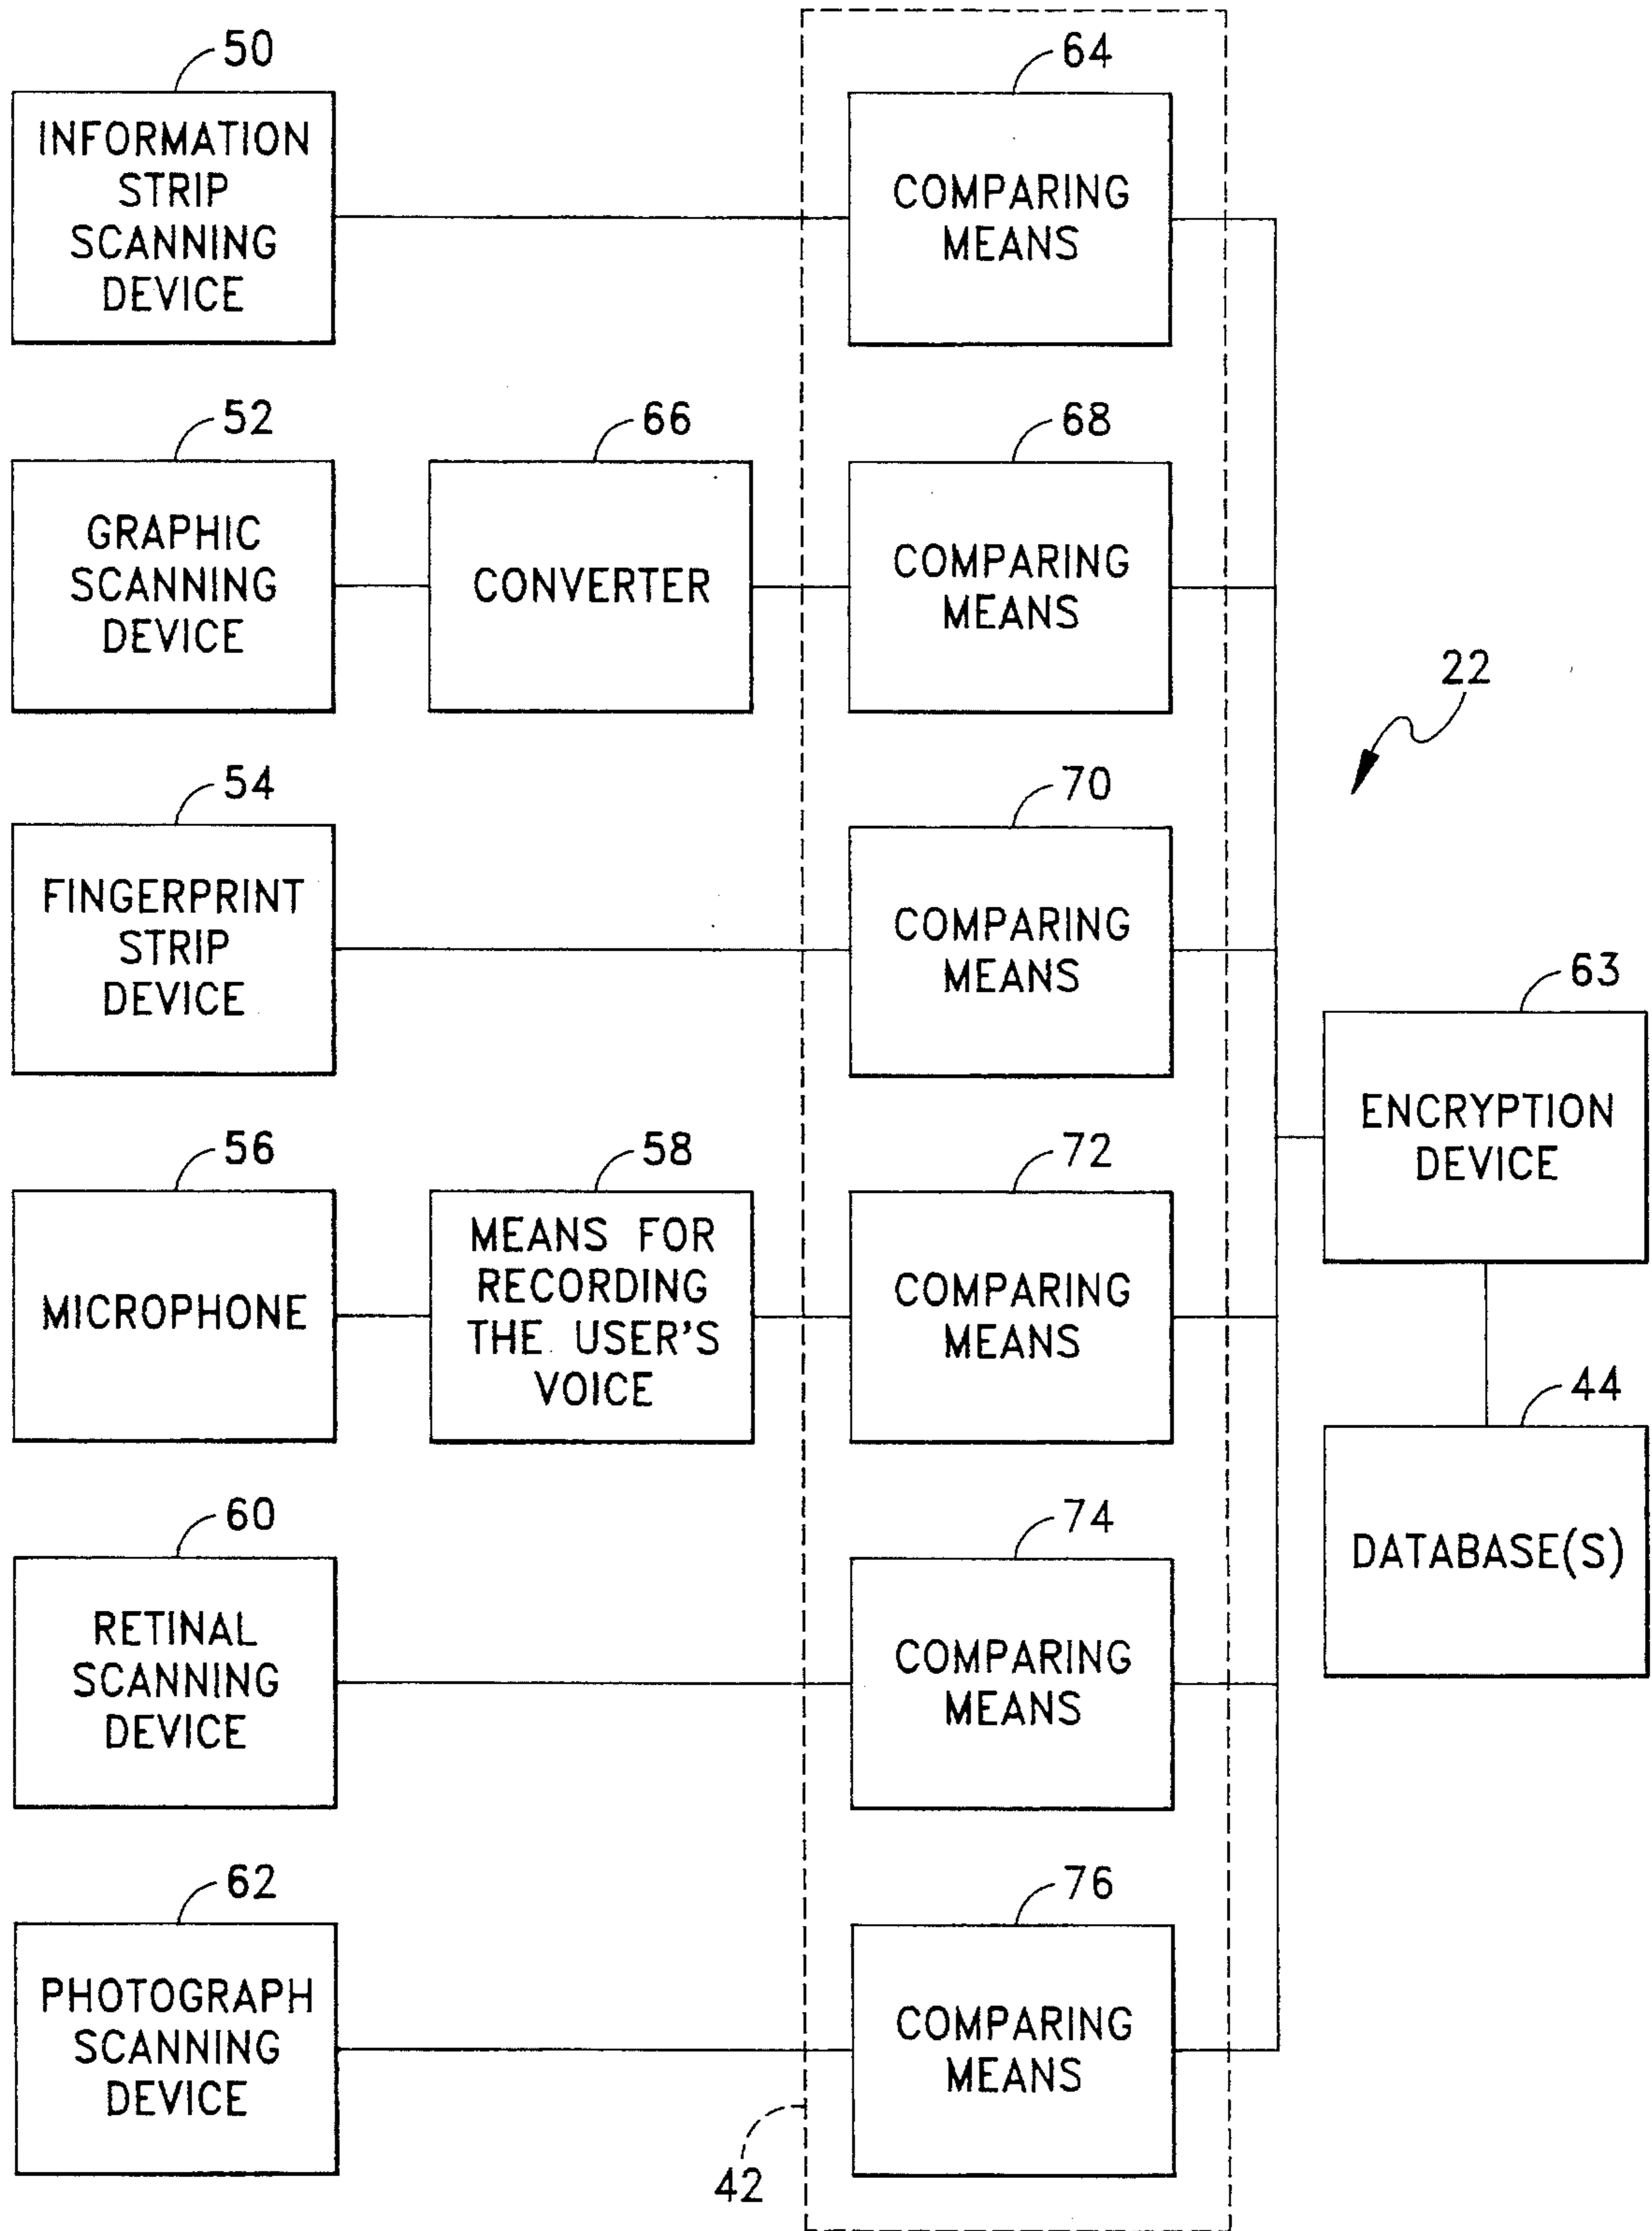 50
INFORMATION
STRIP
SCANNING
DEVICE
64
COMPARING
MEANS
52
GRAPHIC
SCANNING
DEVICE
66
CONVERTER
68
COMPARING
MEANS
22
54
FINGERPRINT
STRIP
DEVICE
70
COMPARING
MEANS
63
ENCRYPTION
DEVICE
56
MICROPHONE
58
MEANS FOR
RECORDING
THE USER'S
VOICE
72
COMPARING
MEANS
44
DATABASE(S)
60
RETINAL
SCANNING
DEVICE
74
COMPARING
MEANS
62
PHOTOGRAPH
SCANNING
DEVICE
76
COMPARING
MEANS
42